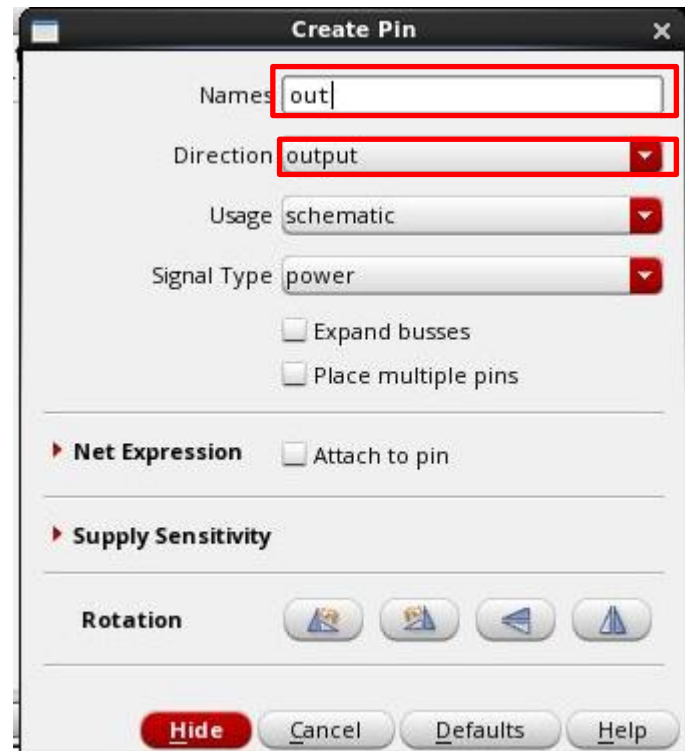 Create Pin
Names out
Direction output
Usage schematic
Signal Type power
Expand busses
Place multiple pins
Net Expression Attach to pin
Supply Sensitivity
Rotation
Hide Cancel Defaults Help